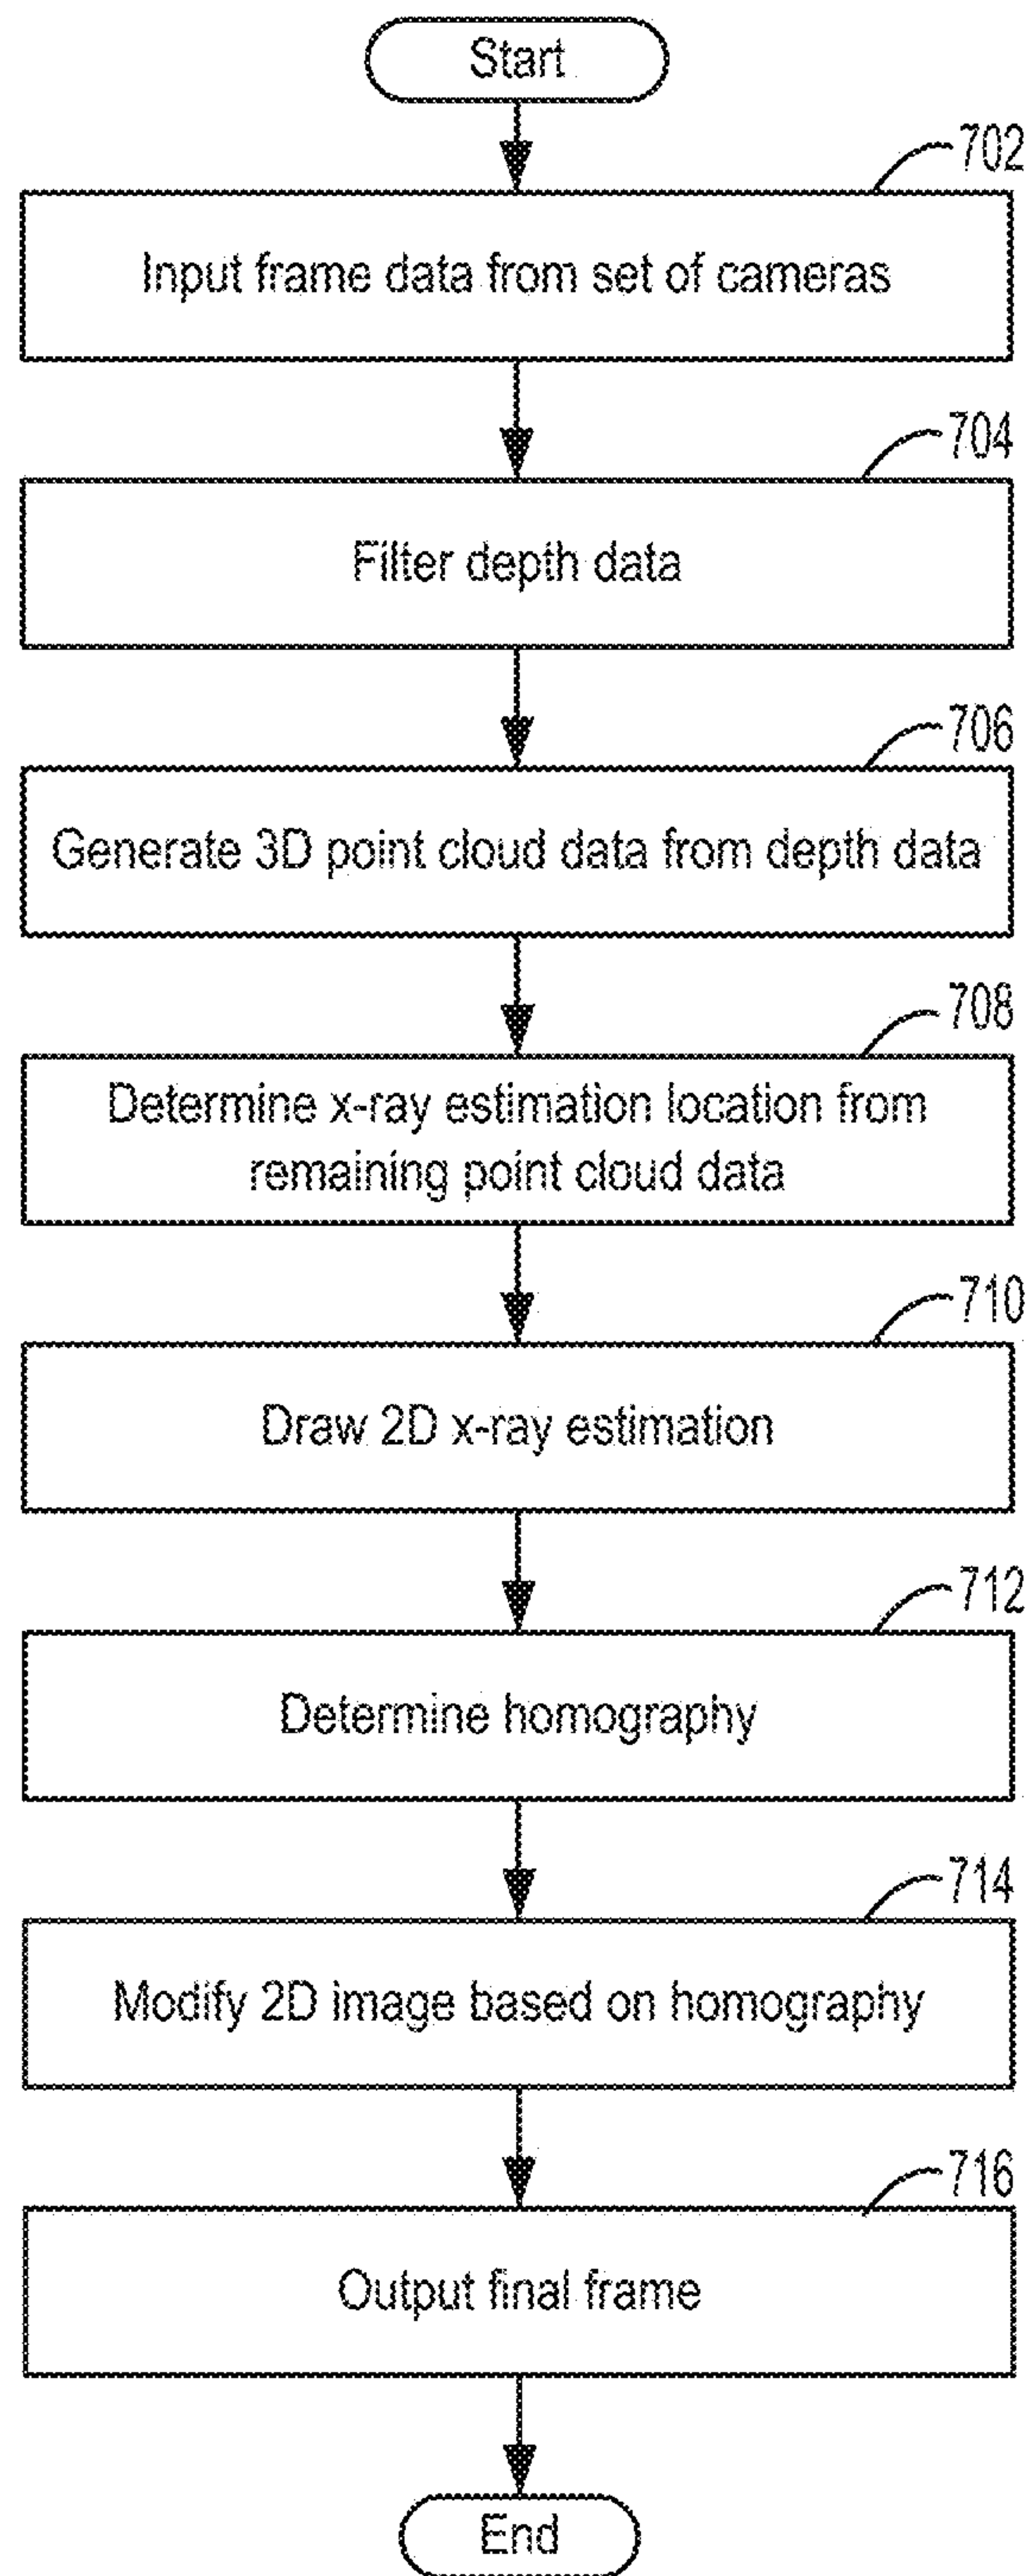 Start
702
Input frame data from set of cameras
704
Filter depth data
706
Generate 3D point cloud data from depth data
708
Determine x-ray estimation location from
remaining point cloud data
710
Draw 2D x-ray estimation
712
Determine homography
714
Modify 2D image based on homography
716
Output final frame
End